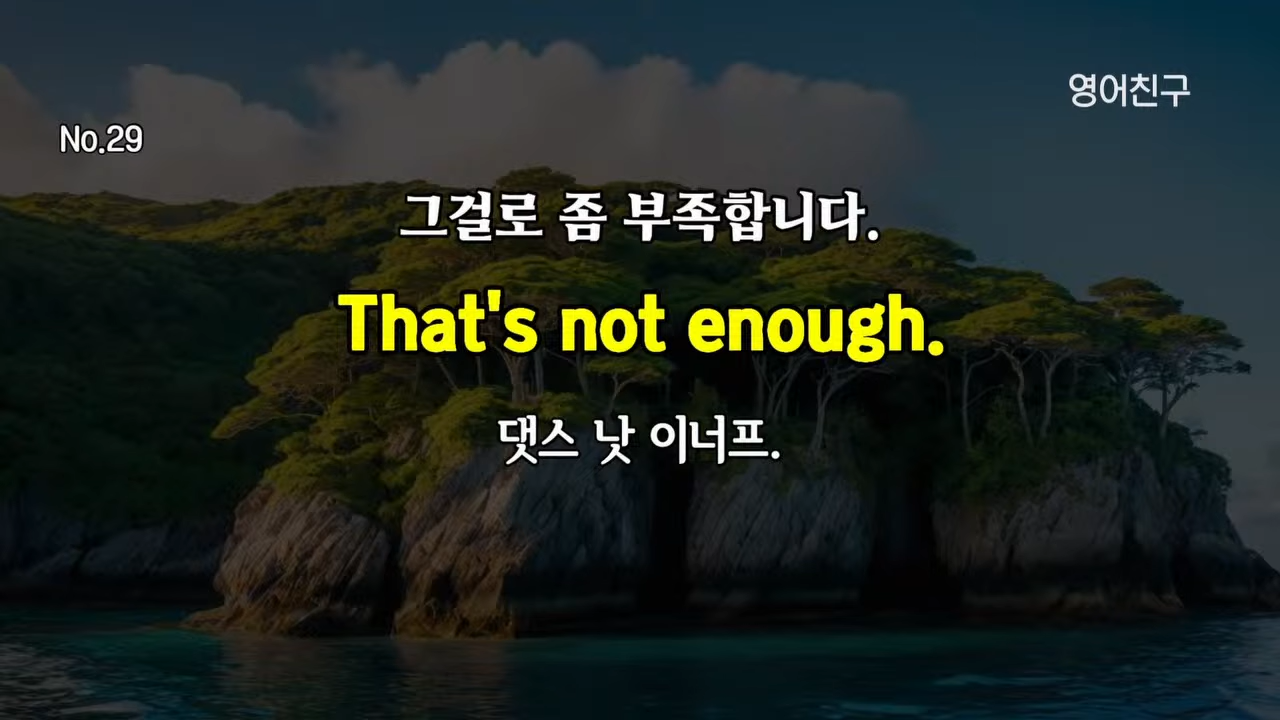 영어친구
No.29
그걸로 좀 부족합니다.
That's not enough.
댓스 낫 이너프.